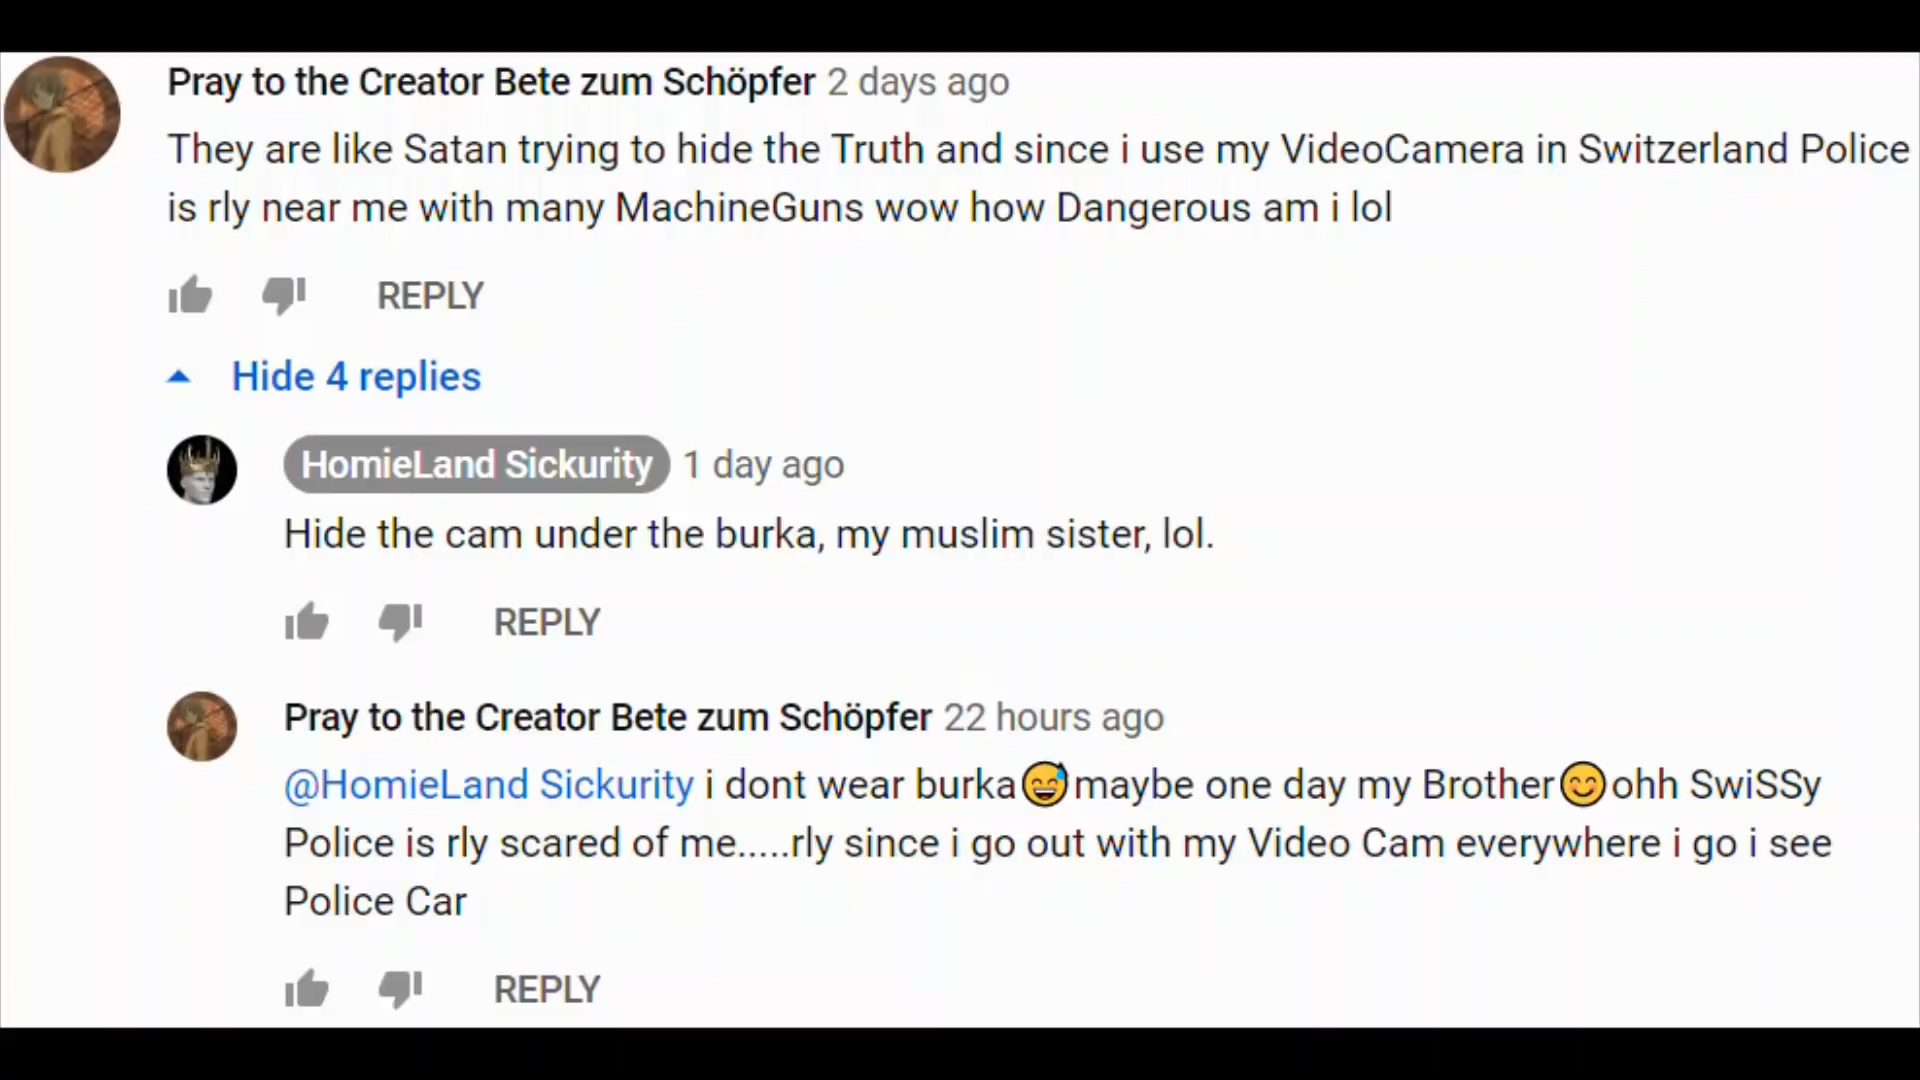 Pray to the Creator Bete zum Schöpfer 2 days ago
They are like Satan trying to hide the Truth and since i use my VideoCamera in Switzerland Police
is rly near me with many MachineGuns wow how Dangerous am i lol
REPLY
Hide 4 replies
HomieLand Sickurity 1 day ago
Hide the cam under the burka, my muslim sister, lol.
REPLY
Pray to the Creator Bete zum Schöpfer 22 hours ago
@HomieLand Sickurity i dont wear burka😅maybe one day my Brother😊ohh SwiSSy
Police is rly scared of me.....rly since i go out with my Video Cam everywhere i go i see
Police Car
REPLY